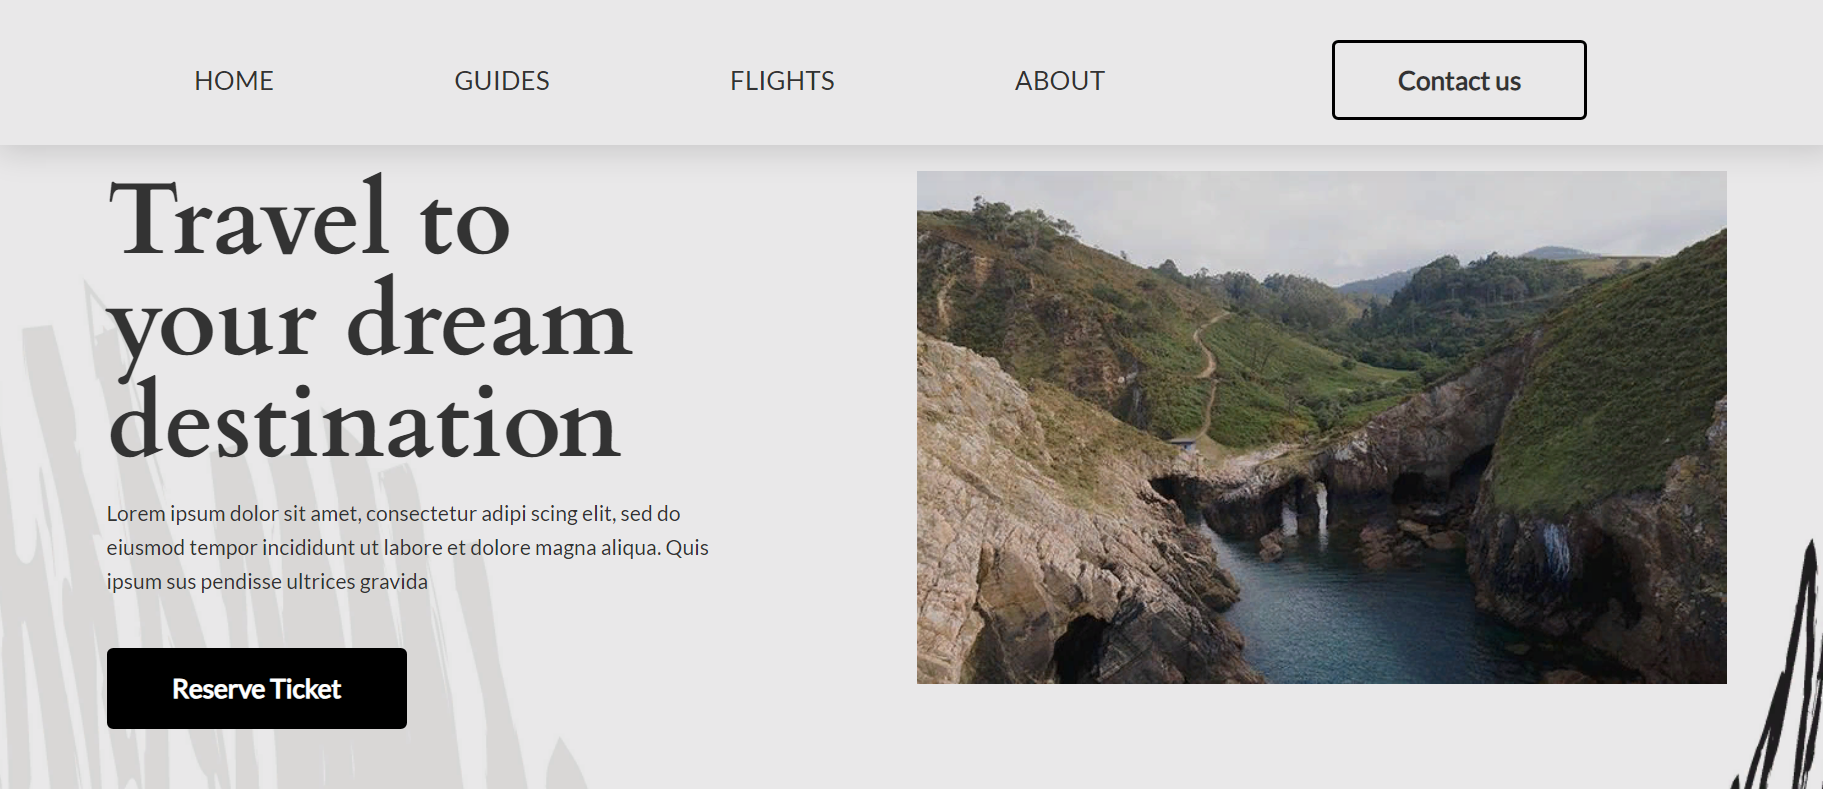 HOME GUIDES FLIGHTS ABOUT Contact us
Travel to
your dream
destination
Lorem ipsum dolor sit amet, consectetur adipi scing elit, sed do
eiusmod tempor incididunt ut labore et dolore magna aliqua. Quis
ipsum sus pendisse ultrices gravida
Reserve Ticket